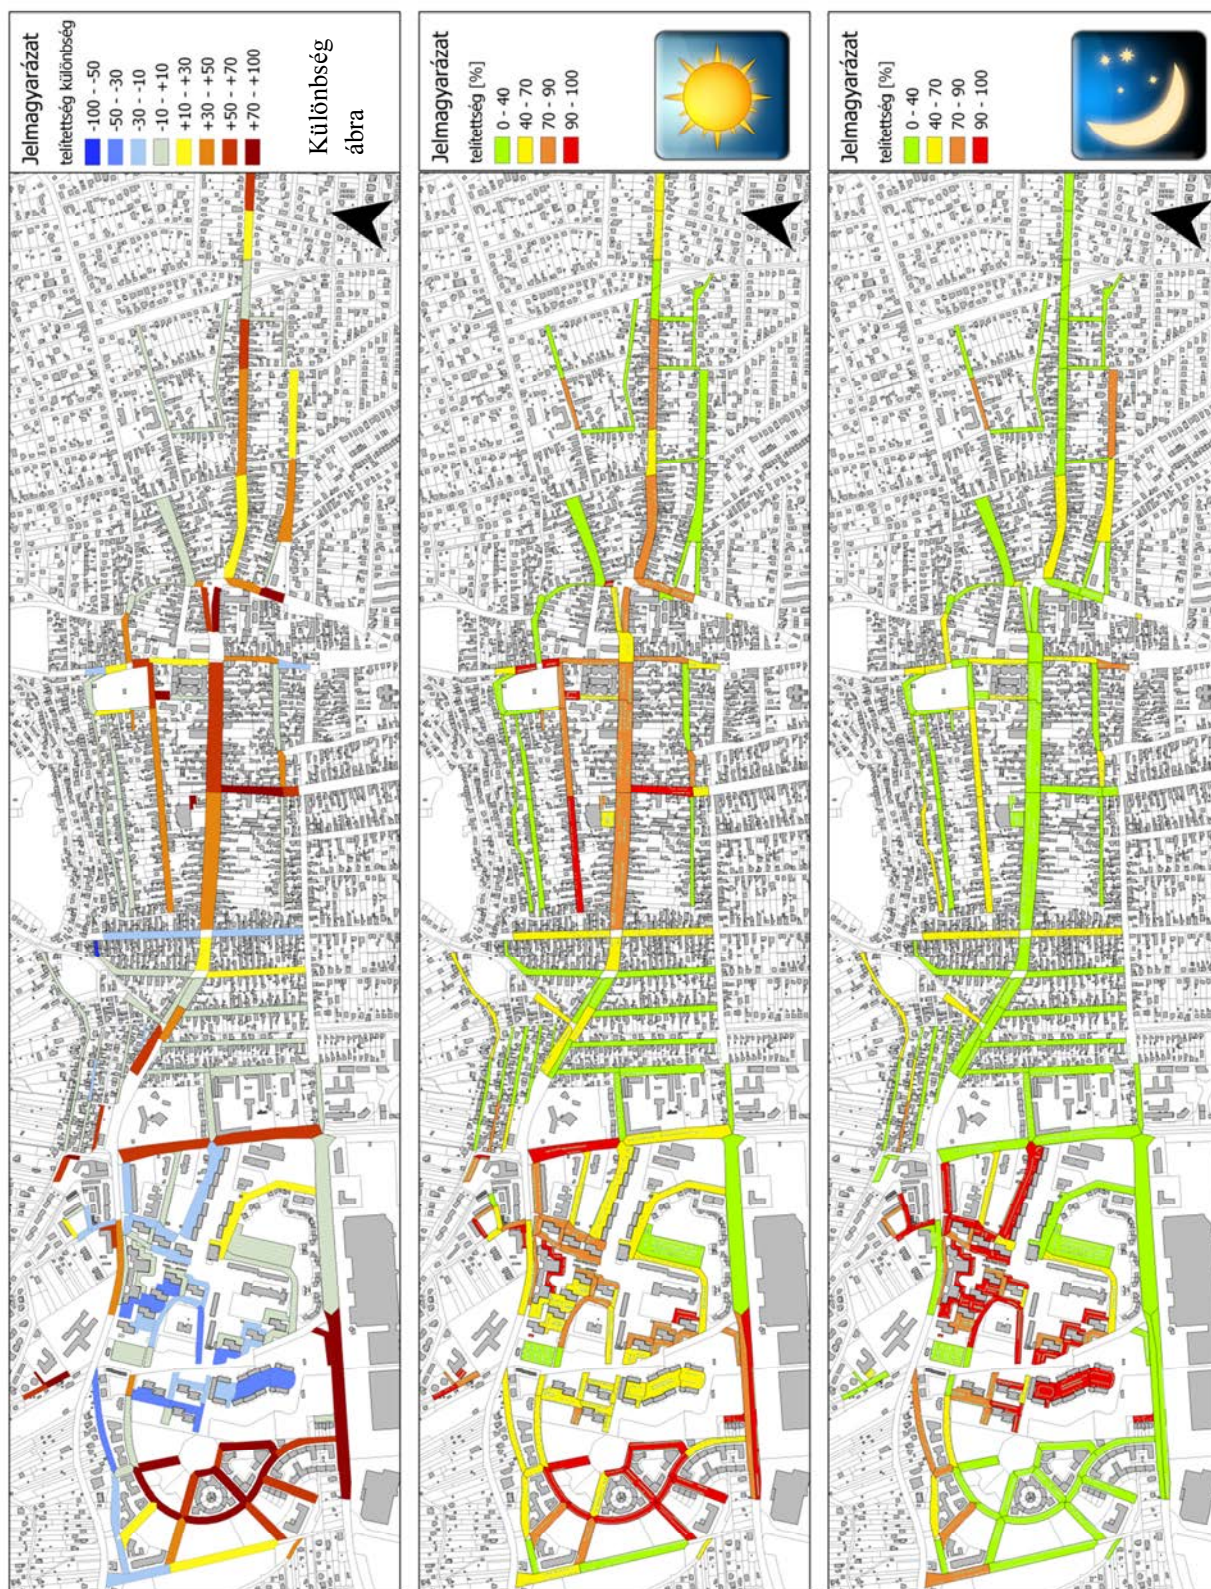 Jelmagyarázat
telítettség különbség
-100 - -50
-50 - -30
-30 - -10
-10 - +10
+10 - +30
+30 - +50
+50 - +70
+70 - +100
Különbség
ábra
Jelmagyarázat
telítettség [%]
0 - 40
40 - 70
70 - 90
90 - 100
Jelmagyarázat
telítettség [%]
0 - 40
40 - 70
70 - 90
90 - 100